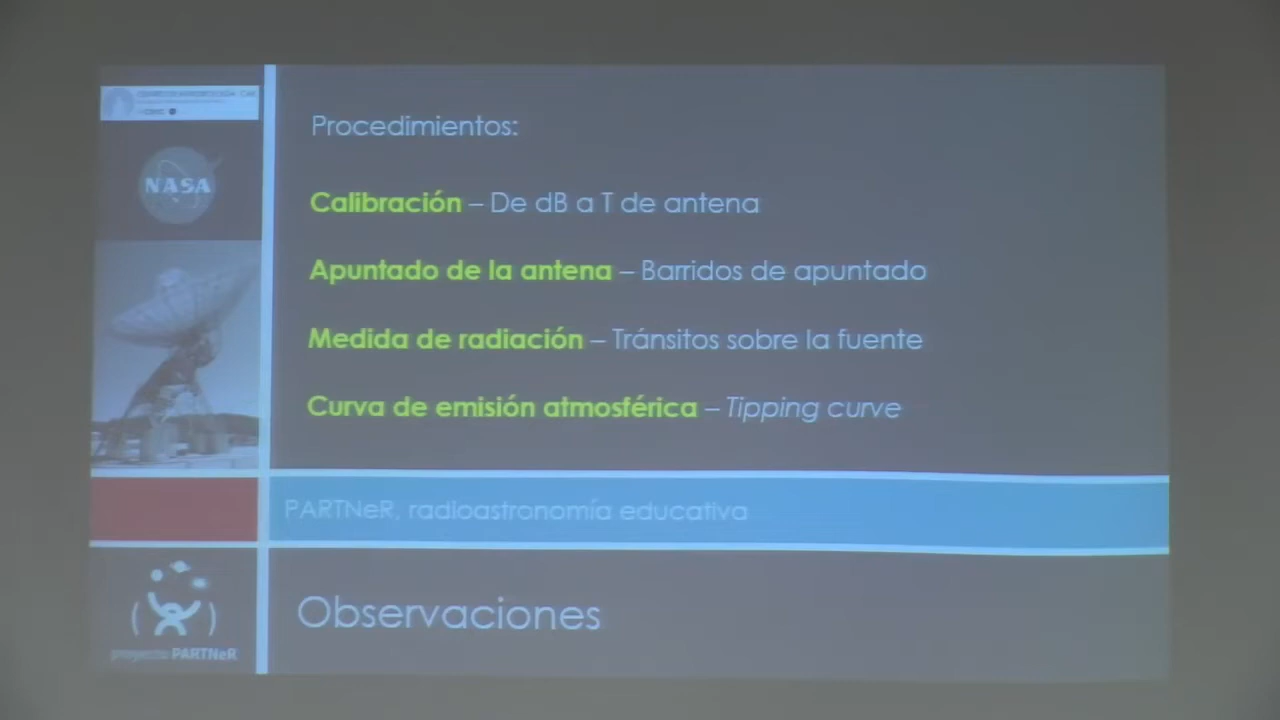 Procedimientos:
NASA
Calibración – De dB a T de antena
Apuntado de la antena – Barridos de apuntado
Medida de radiación – Tránsitos sobre la fuente
Curva de emisión atmosférica – Tipping curve
PARTNeR, radioastronomía educativa
Observaciones
proyecto PARTNeR